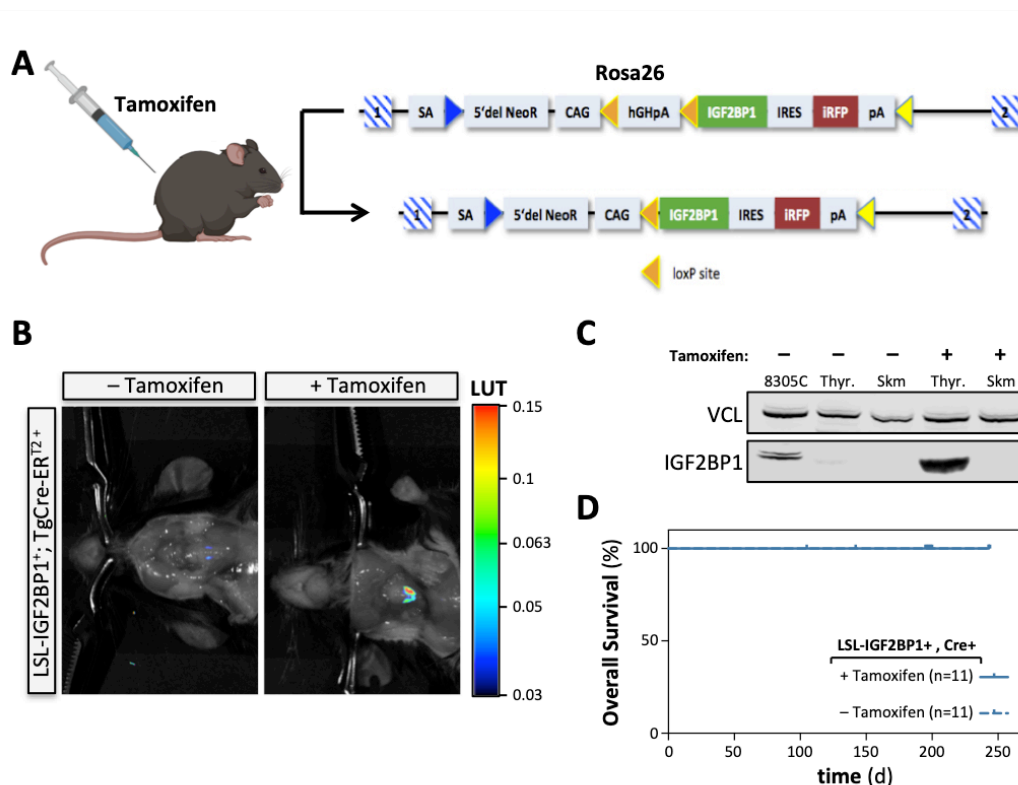 A
Tamoxifen
Rosa26
1 SA 5'del NeoR CAG hGHpA IGF2BP1 IRES iRFP pA 2
1 SA 5'del NeoR CAG IGF2BP1 IRES iRFP pA 2
loxP site
B
– Tamoxifen + Tamoxifen LUT
LSL-IGF2BP1⁺; TgCre-ERᵀ²⁺
0.15
0.1
0.063
0.05
0.03
C
Tamoxifen: – – – + +
8305C Thyr. Skm Thyr. Skm
VCL
IGF2BP1
D
Overall Survival (%)
100
50
0
LSL-IGF2BP1+ , Cre+
+ Tamoxifen (n=11)
– Tamoxifen (n=11)
0 50 100 150 200 250
time (d)